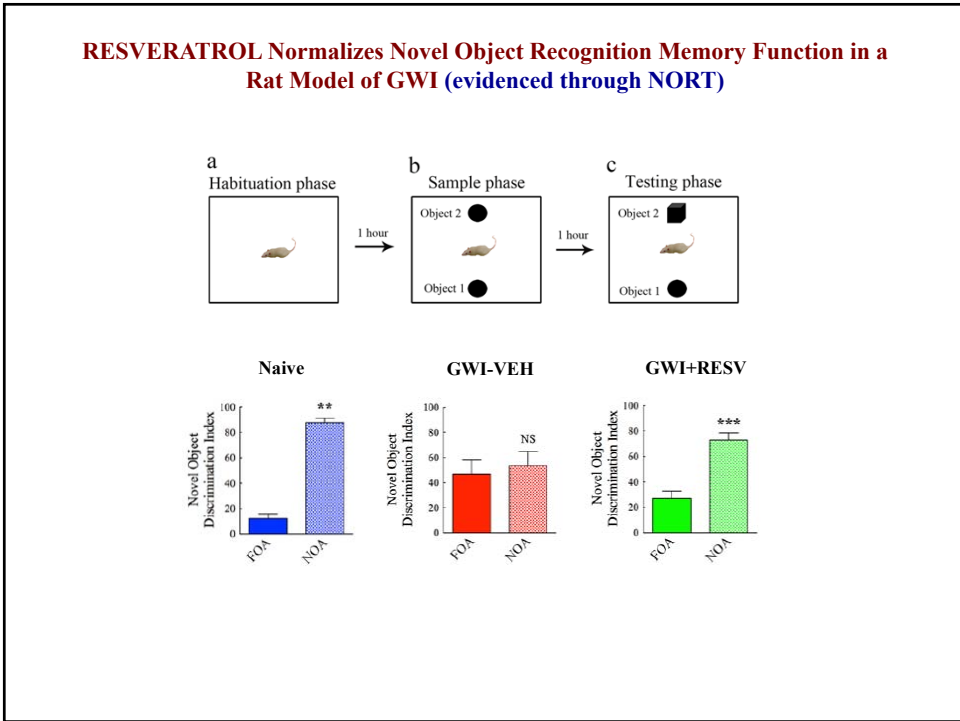 RESVERATROL Normalizes Novel Object Recognition Memory Function in a
Rat Model of GWI (evidenced through NORT)
a
Habituation phase
1 hour
b
Sample phase
Object 2
Object 1
1 hour
c
Testing phase
Object 2
Object 1
Naive
Novel Object
Discrimination Index
100
80
60
40
20
0
**
FOA
NOA
GWI-VEH
Novel Object
Discrimination Index
100
80
60
40
20
0
NS
FOA
NOA
GWI+RESV
Novel Object
Discrimination Index
100
80
60
40
20
0
***
FOA
NOA